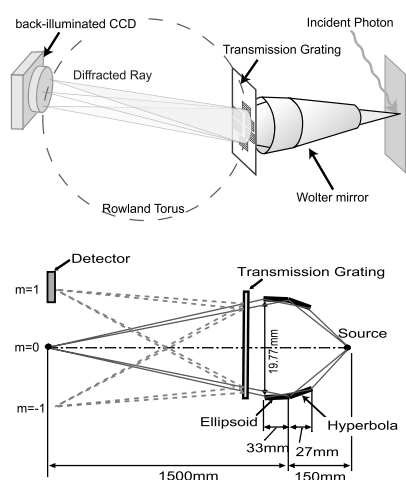 back-illuminated CCD
Incident Photon
Transmission Grating
Diffracted Ray
Wolter mirror
Rowland Torus
Detector
m=1
Transmission Grating
Source
m=0
19.77mm
m=-1
Ellipsoid
Hyperbola
33mm
27mm
1500mm
150mm